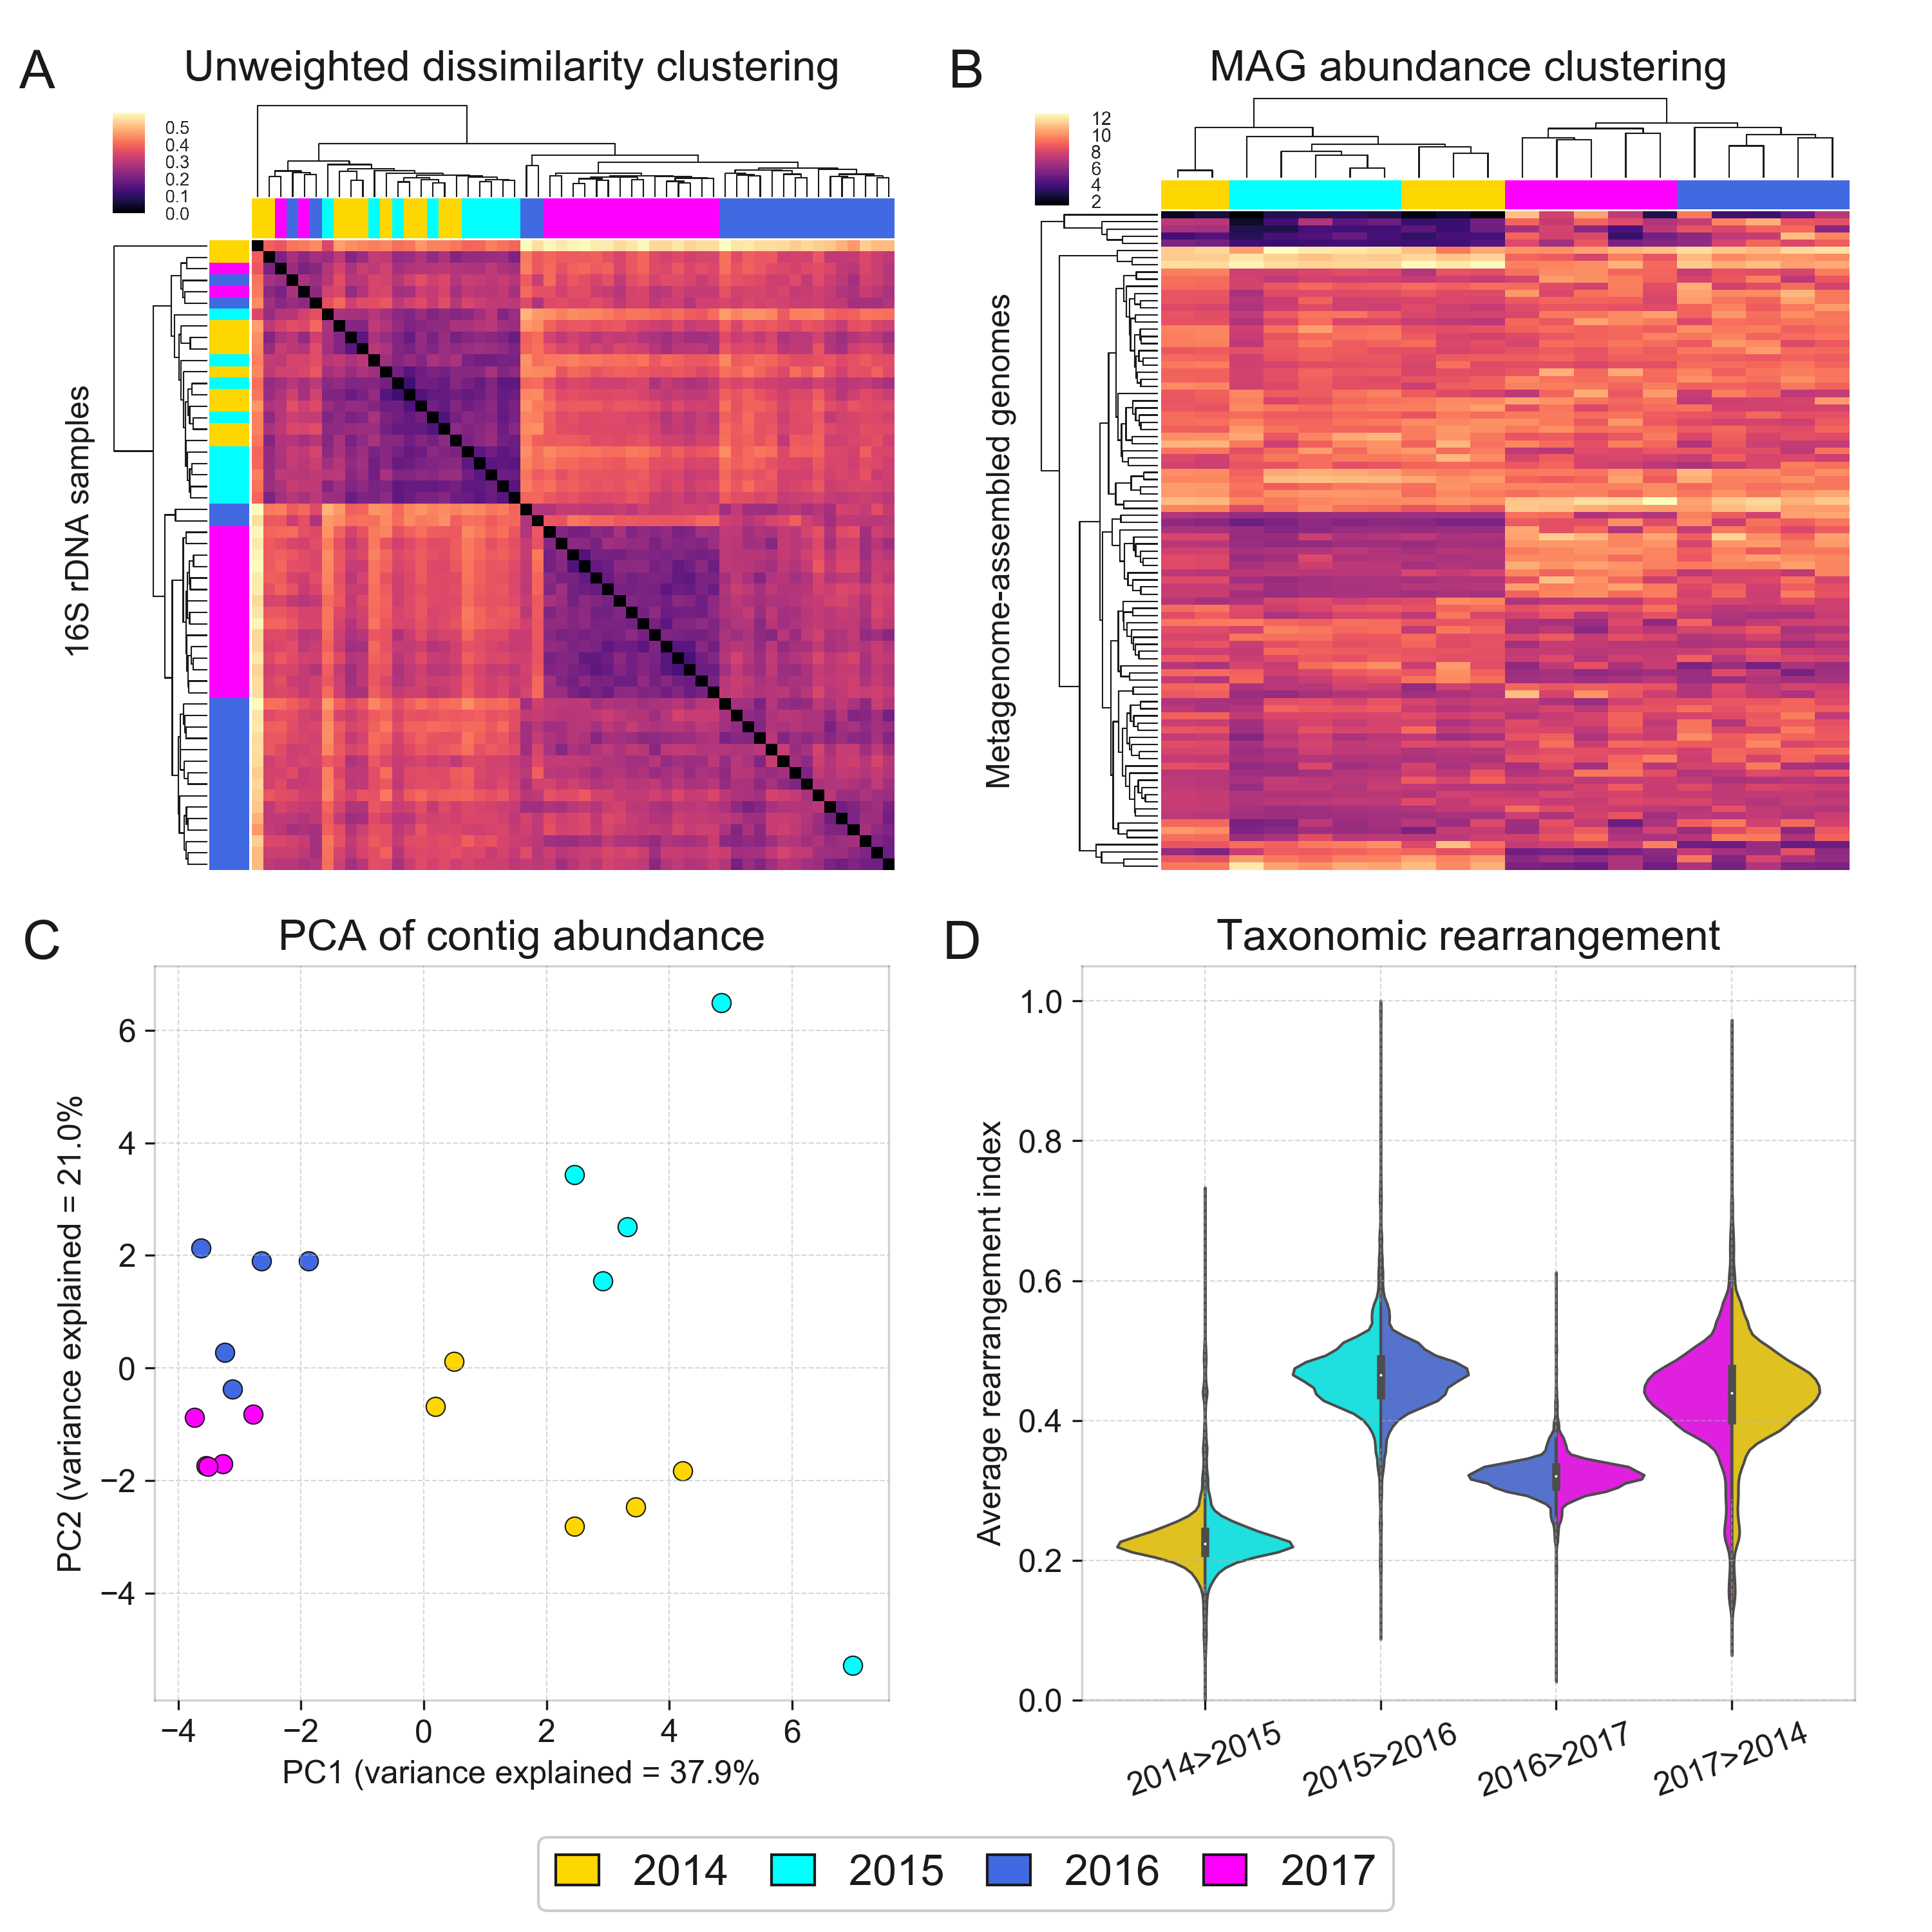 A
Unweighted dissimilarity clustering
0.5
0.4
0.3
0.2
0.1
0.0
16S rDNA samples
B
MAG abundance clustering
12
10
8
6
4
2
Metagenome-assembled genomes
C
PCA of contig abundance
6
4
2
0
−2
−4
PC2 (variance explained = 21.0%
−4
−2
0
2
4
6
PC1 (variance explained = 37.9%
D
Taxonomic rearrangement
1.0
0.8
0.6
0.4
0.2
0.0
Average rearrangement index
2014>2015
2015>2016
2016>2017
2017>2014
2014
2015
2016
2017